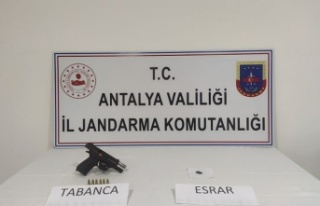 T.C.
ANTALYA VALİLİĞİ
İL JANDARMA KOMUTANLIĞI
TABANCA
ESRAR